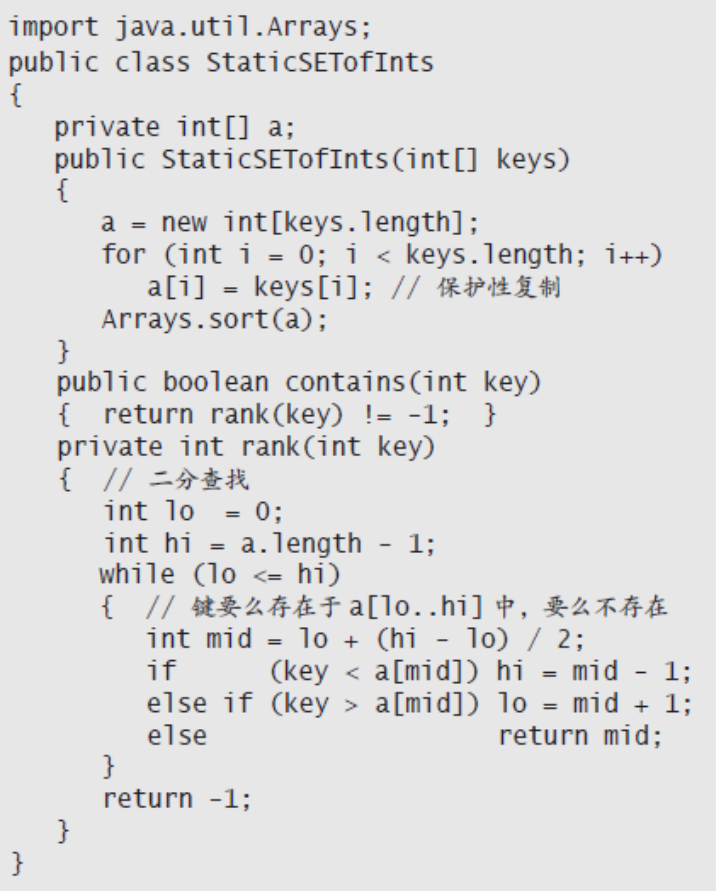 import java.util.Arrays;
public class StaticSETofInts
{
   private int[] a;
   public StaticSETofInts(int[] keys)
   {
      a = new int[keys.length];
      for (int i = 0; i < keys.length; i++)
         a[i] = keys[i]; // 保护性复制
      Arrays.sort(a);
   }
   public boolean contains(int key)
   {  return rank(key) != -1;  }
   private int rank(int key)
   {  // 二分查找
      int lo  = 0;
      int hi = a.length - 1;
      while (lo <= hi)
      {  // 键要么存在于 a[lo..hi] 中，要么不存在
         int mid = lo + (hi - lo) / 2;
         if      (key < a[mid]) hi = mid - 1;
         else if (key > a[mid]) lo = mid + 1;
         else                   return mid;
      }
      return -1;
   }
}